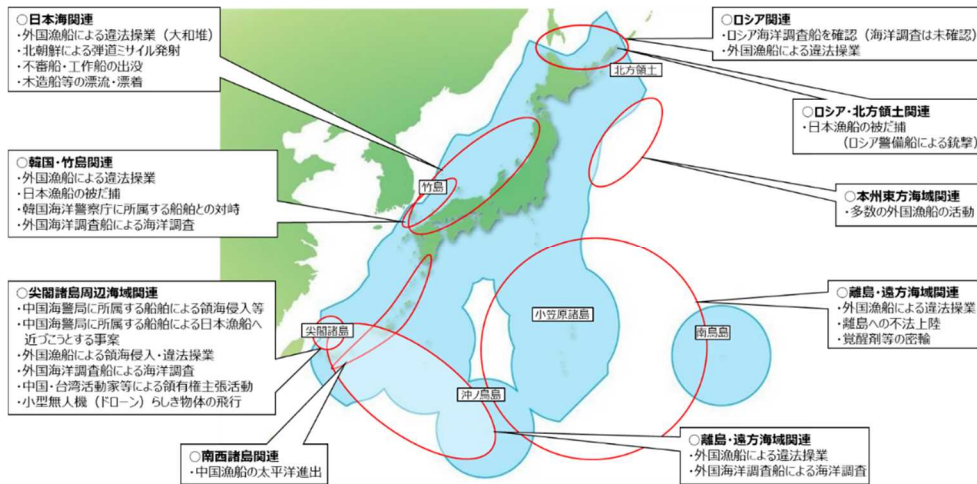 ○日本海関連
・外国漁船による違法操業（大和堆）
・北朝鮮による弾道ミサイル発射
・不審船・工作船の出没
・木造船等の漂流・漂着
○韓国・竹島関連
・外国漁船による違法操業
・日本漁船の被だ捕
・韓国海洋警察庁に所属する船舶との対峙
・外国海洋調査船による海洋調査
○尖閣諸島周辺海域関連
・中国海警局に所属する船舶による領海侵入等
・中国海警局に所属する船舶による日本漁船へ
近づこうとする事案
・外国漁船による領海侵入・違法操業
・外国海洋調査船による海洋調査
・中国・台湾活動家等による領有権主張活動
・小型無人機（ドローン）らしき物体の飛行
○南西諸島関連
・中国漁船の太平洋進出
北方領土
竹島
尖閣諸島
小笠原諸島
南鳥島
沖ノ鳥島
○ロシア関連
・ロシア海洋調査船を確認（海洋調査は未確認）
・外国漁船による違法操業
○ロシア・北方領土関連
・日本漁船の被だ捕
（ロシア警備船による銃撃）
○本州東方海域関連
・多数の外国漁船の活動
○離島・遠方海域関連
・外国漁船による違法操業
・離島への不法上陸
・覚醒剤等の密輸
○離島・遠方海域関連
・外国漁船による違法操業
・外国海洋調査船による海洋調査